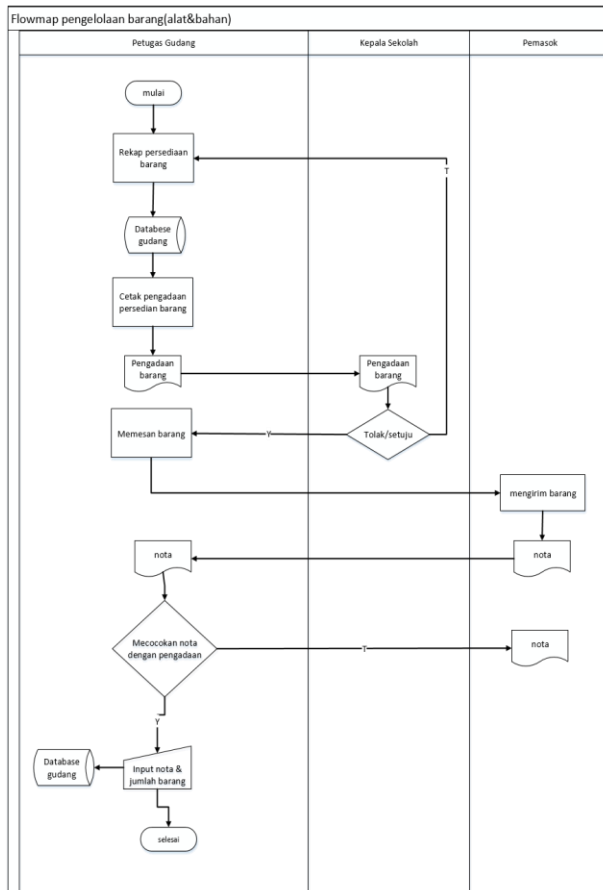 Flowmap pengelolaan barang(alat&bahan)
Petugas Gudang
Kepala Sekolah
Pemasok
mulai
Rekap persediaan
barang
T
Databese
gudang
Cetak pengadaan
persedian barang
Pengadaan
barang
Pengadaan
barang
Memesan barang
Y
Tolak/setuju
mengirim barang
nota
nota
Mecocokan nota
dengan pengadaan
T
nota
Y
Database
gudang
Input nota &
jumlah barang
selesai